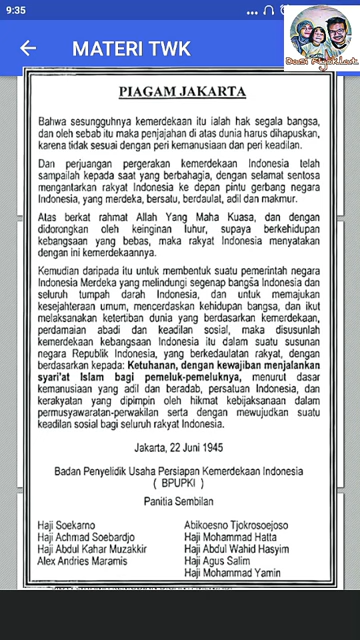 9:35
MATERI TWK
PIAGAM JAKARTA
Bahwa sesungguhnya kemerdekaan itu ialah hak segala bangsa,
dan oleh sebab itu maka penjajahan di atas dunia harus dihapuskan,
karena tidak sesuai dengan peri kemanusiaan dan peri keadilan.
Dan perjuangan pergerakan kemerdekaan Indonesia telah
sampailah kepada saat yang berbahagia, dengan selamat sentosa
mengantarkan rakyat Indonesia ke depan pintu gerbang negara
Indonesia, yang merdeka, bersatu, berdaulat, adil dan makmur.
Atas berkat rahmat Allah Yang Maha Kuasa, dan dengan
didorongkan oleh keinginan luhur, supaya berkehidupan
kebangsaan yang bebas, maka rakyat Indonesia menyatakan
dengan ini kemerdekaannya.
Kemudian daripada itu untuk membentuk suatu pemerintah negara
Indonesia Merdeka yang melindungi segenap bangsa Indonesia dan
seluruh tumpah darah Indonesia, dan untuk memajukan
kesejahteraan umum, mencerdaskan kehidupan bangsa, dan ikut
melaksanakan ketertiban dunia yang berdasarkan kemerdekaan,
perdamaian abadi dan keadilan sosial, maka disusunlah
kemerdekaan kebangsaan Indonesia itu dalam suatu susunan
negara Republik Indonesia, yang berkedaulatan rakyat, dengan
berdasarkan kepada: Ketuhanan, dengan kewajiban menjalankan
syari'at Islam bagi pemeluk-pemeluknya, menurut dasar
kemanusiaan yang adil dan beradab, persatuan Indonesia, dan
kerakyatan yang dipimpin oleh hikmat kebijaksanaan dalam
permusyawaratan-perwakilan serta dengan mewujudkan suatu
keadilan sosial bagi seluruh rakyat Indonesia.
Jakarta, 22 Juni 1945
Badan Penyelidik Usaha Persiapan Kemerdekaan Indonesia
( BPUPKI )
Panitia Sembilan
Haji Soekarno
Haji Achmad Soebardjo
Haji Abdul Kahar Muzakkir
Alex Andries Maramis
Abikoesno Tjokrosoejoso
Haji Mohammad Hatta
Haji Abdul Wahid Hasyim
Haji Agus Salim
Haji Mohammad Yamin